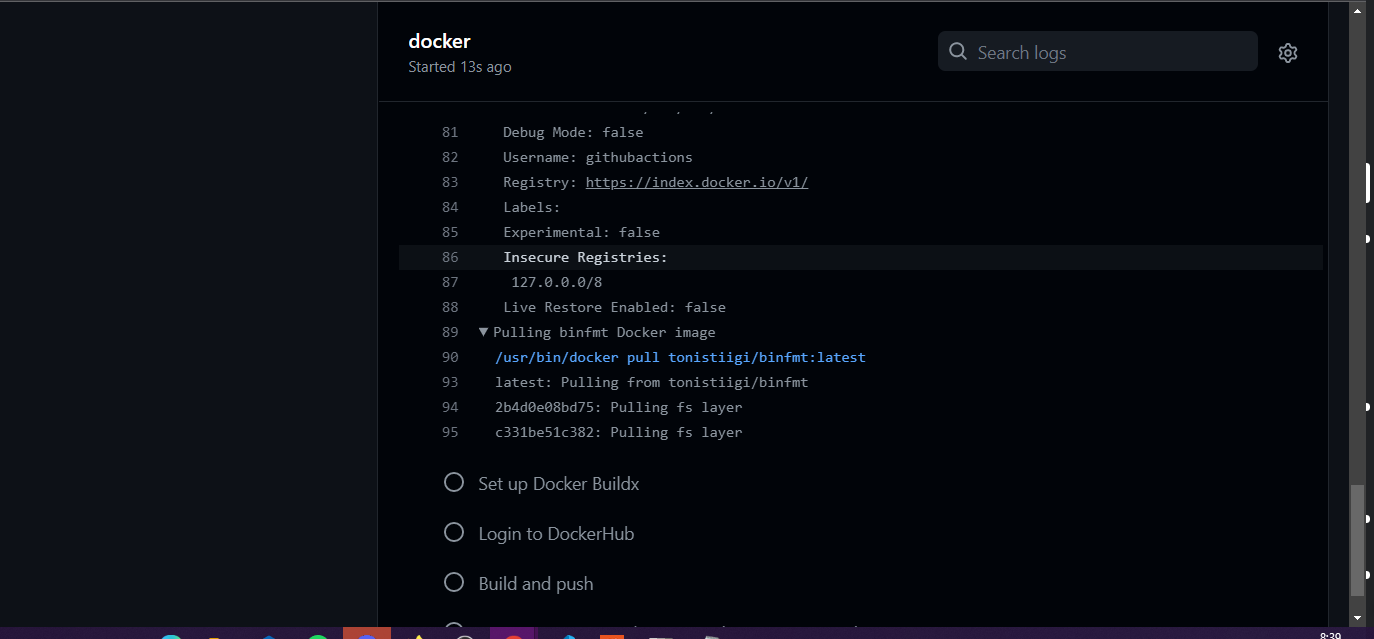 docker
Started 13s ago
Search logs
81 Debug Mode: false
82 Username: githubactions
83 Registry: https://index.docker.io/v1/
84 Labels:
85 Experimental: false
86 Insecure Registries:
87 127.0.0.0/8
88 Live Restore Enabled: false
89 Pulling binfmt Docker image
90 /usr/bin/docker pull tonistiigi/binfmt:latest
93 latest: Pulling from tonistiigi/binfmt
94 2b4d0e08bd75: Pulling fs layer
95 c331be51c382: Pulling fs layer
Set up Docker Buildx
Login to DockerHub
Build and push
8:39